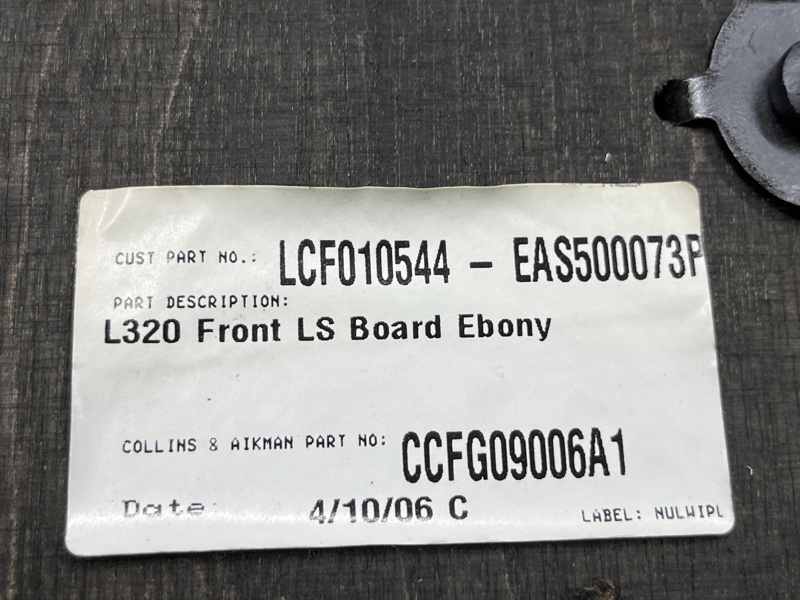 CUST PART NO.: LCF010544 - EAS500073P
PART DESCRIPTION:
L320 Front LS Board Ebony
COLLINS & AIKMAN PART NO: CCFG09006A1
Date 4/10/06 C
LABEL: NULWIPL